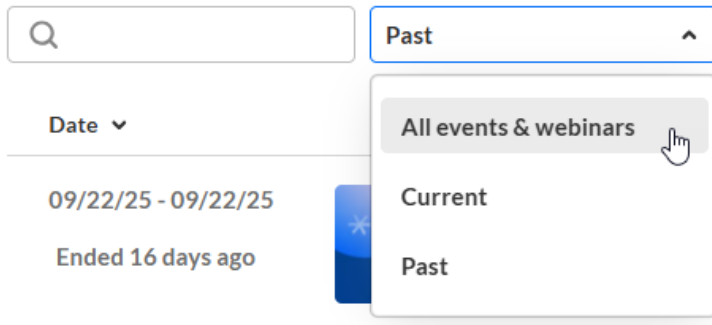 Past
All events & webinars
Current
Past
Date
09/22/25 - 09/22/25
Ended 16 days ago